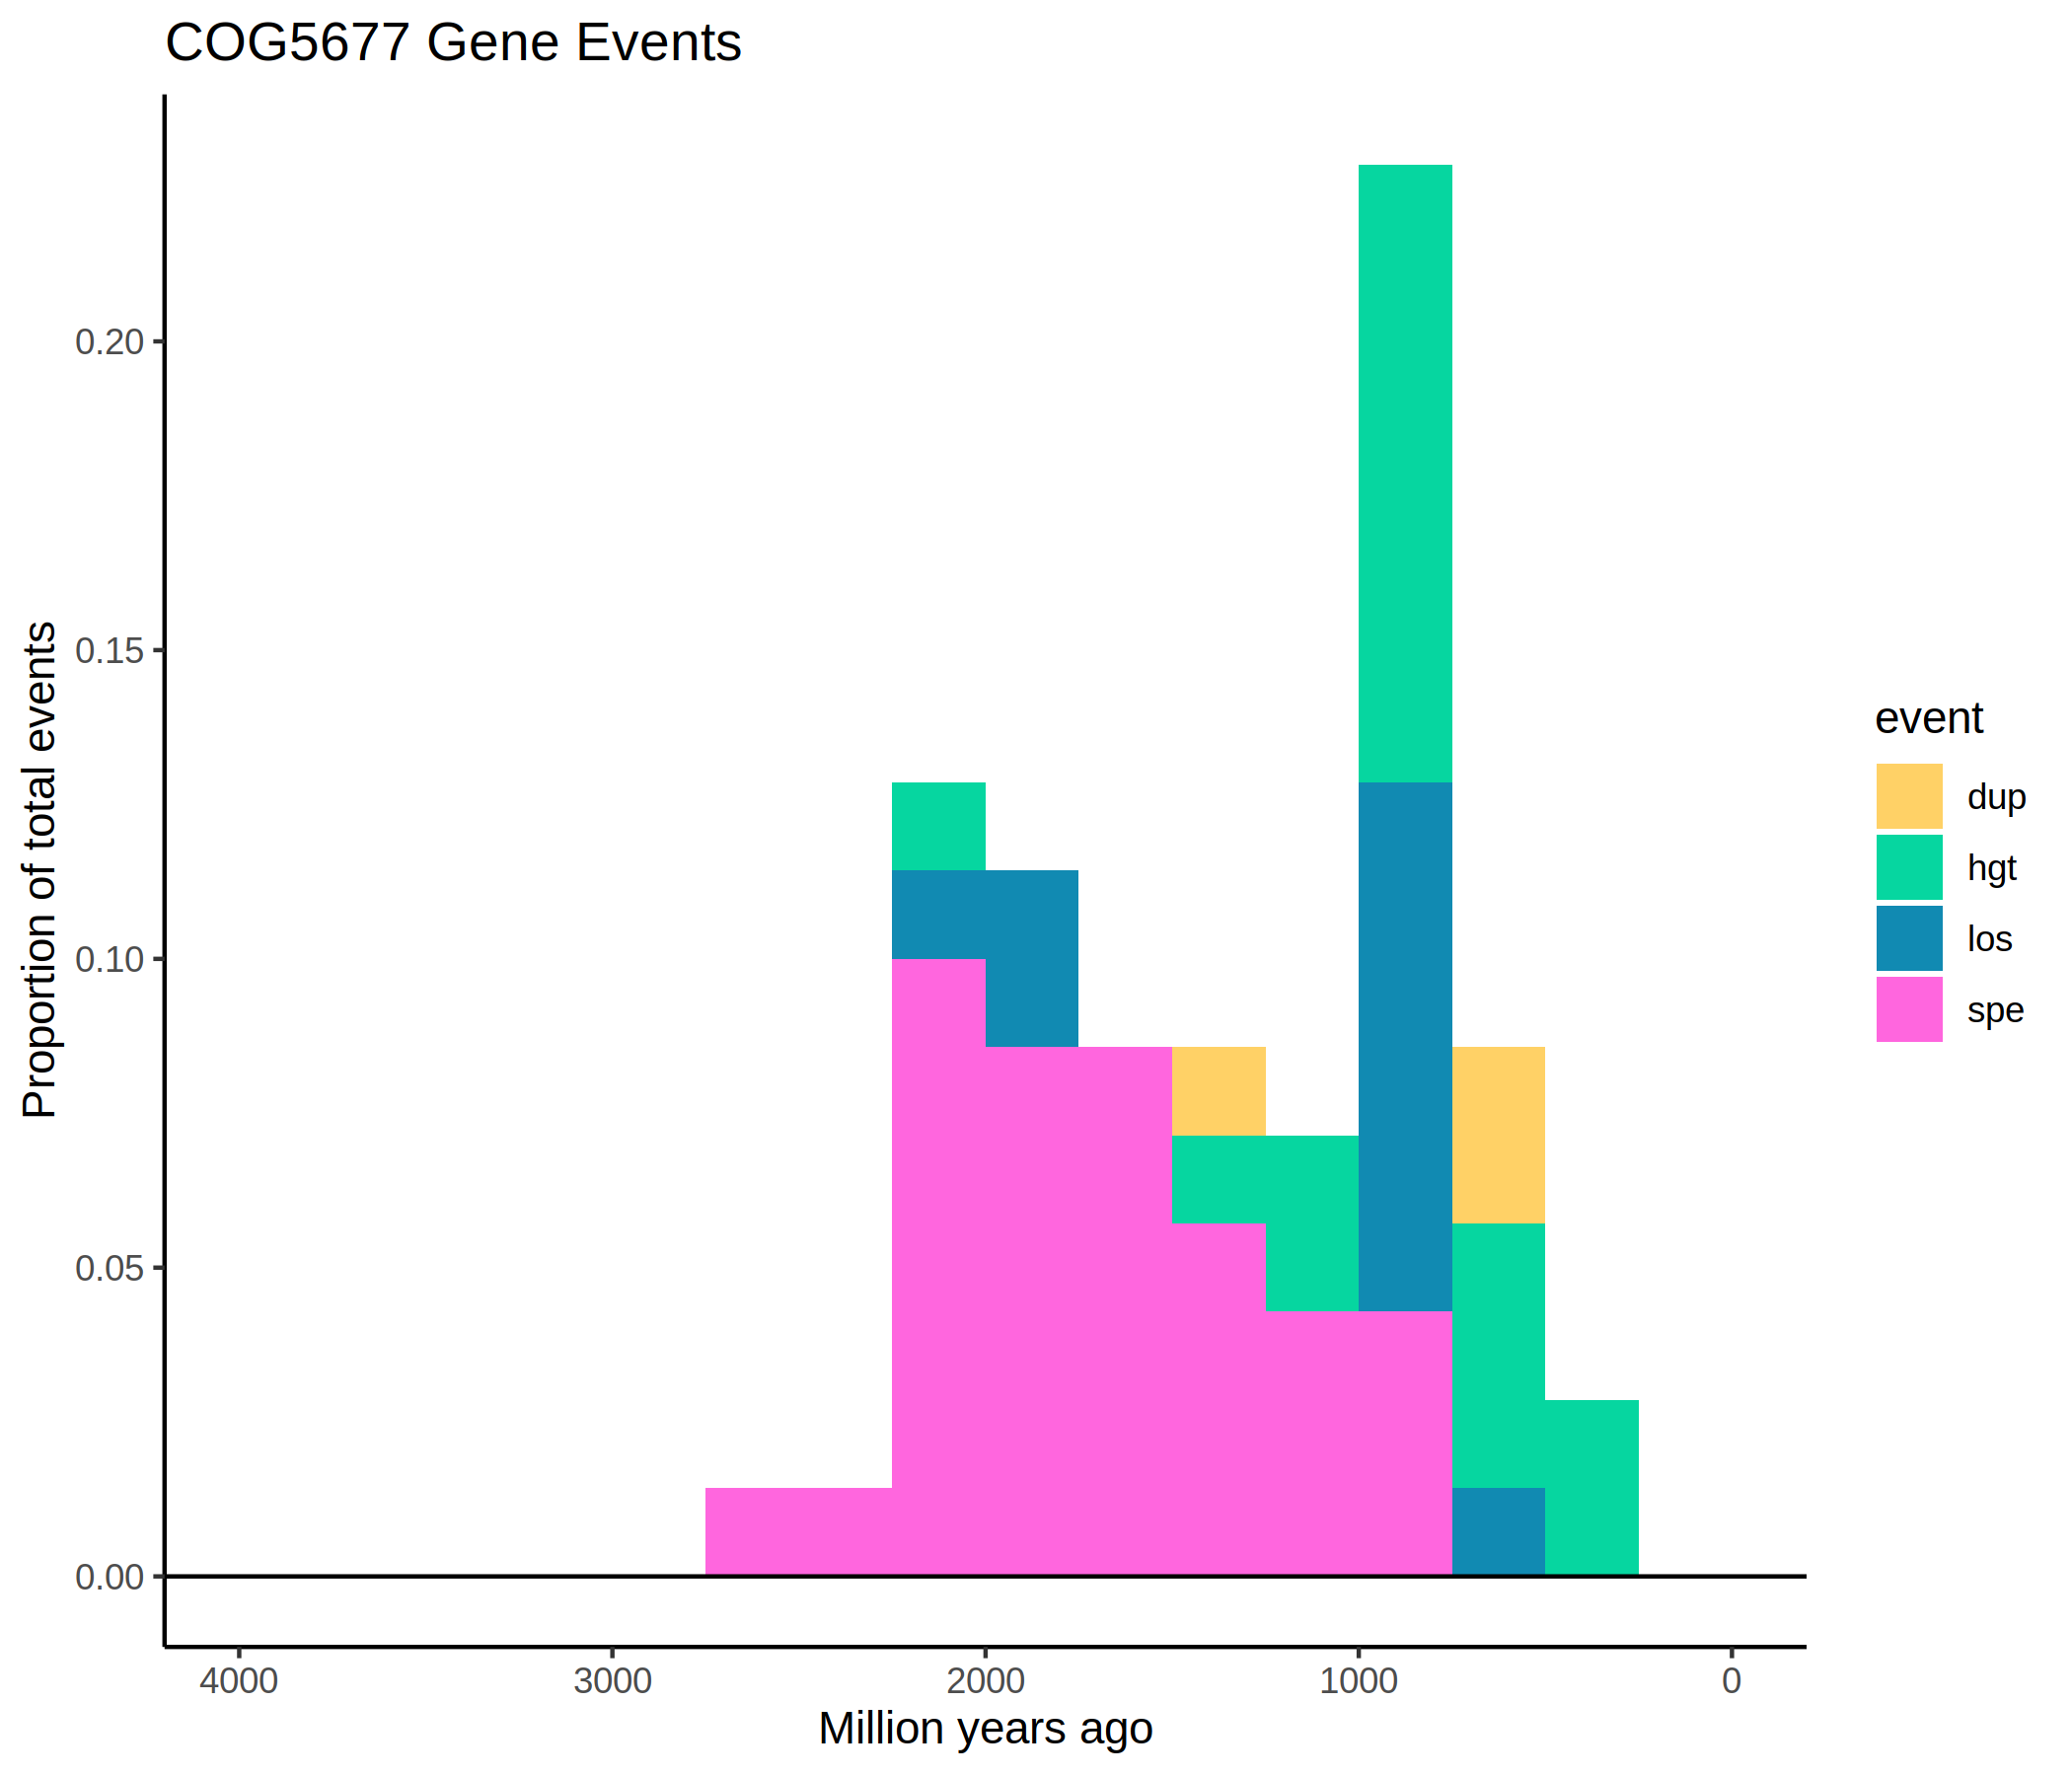 COG5677 Gene Events
Proportion of total events
0.20
0.15
0.10
0.05
0.00
4000 3000 2000 1000 0
Million years ago
event
dup
hgt
los
spe